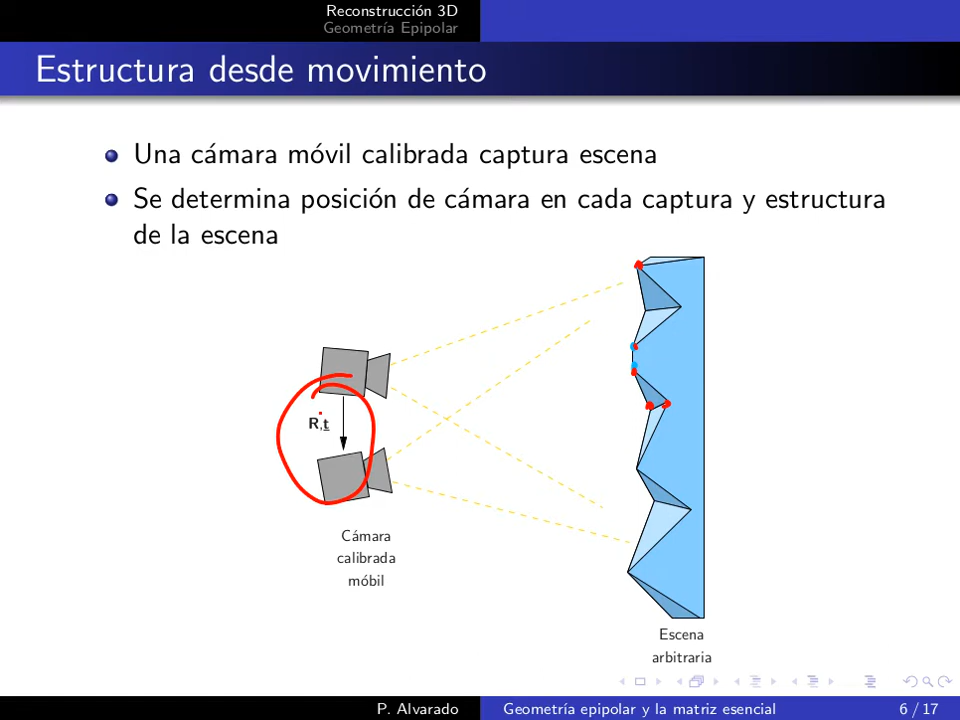 Reconstrucción 3D
Geometría Epipolar
Estructura desde movimiento
Una cámara móvil calibrada captura escena
Se determina posición de cámara en cada captura y estructura
de la escena
R,t
Cámara
calibrada
móbil
Escena
arbitraria
P. Alvarado
Geometría epipolar y la matriz esencial
6 / 17